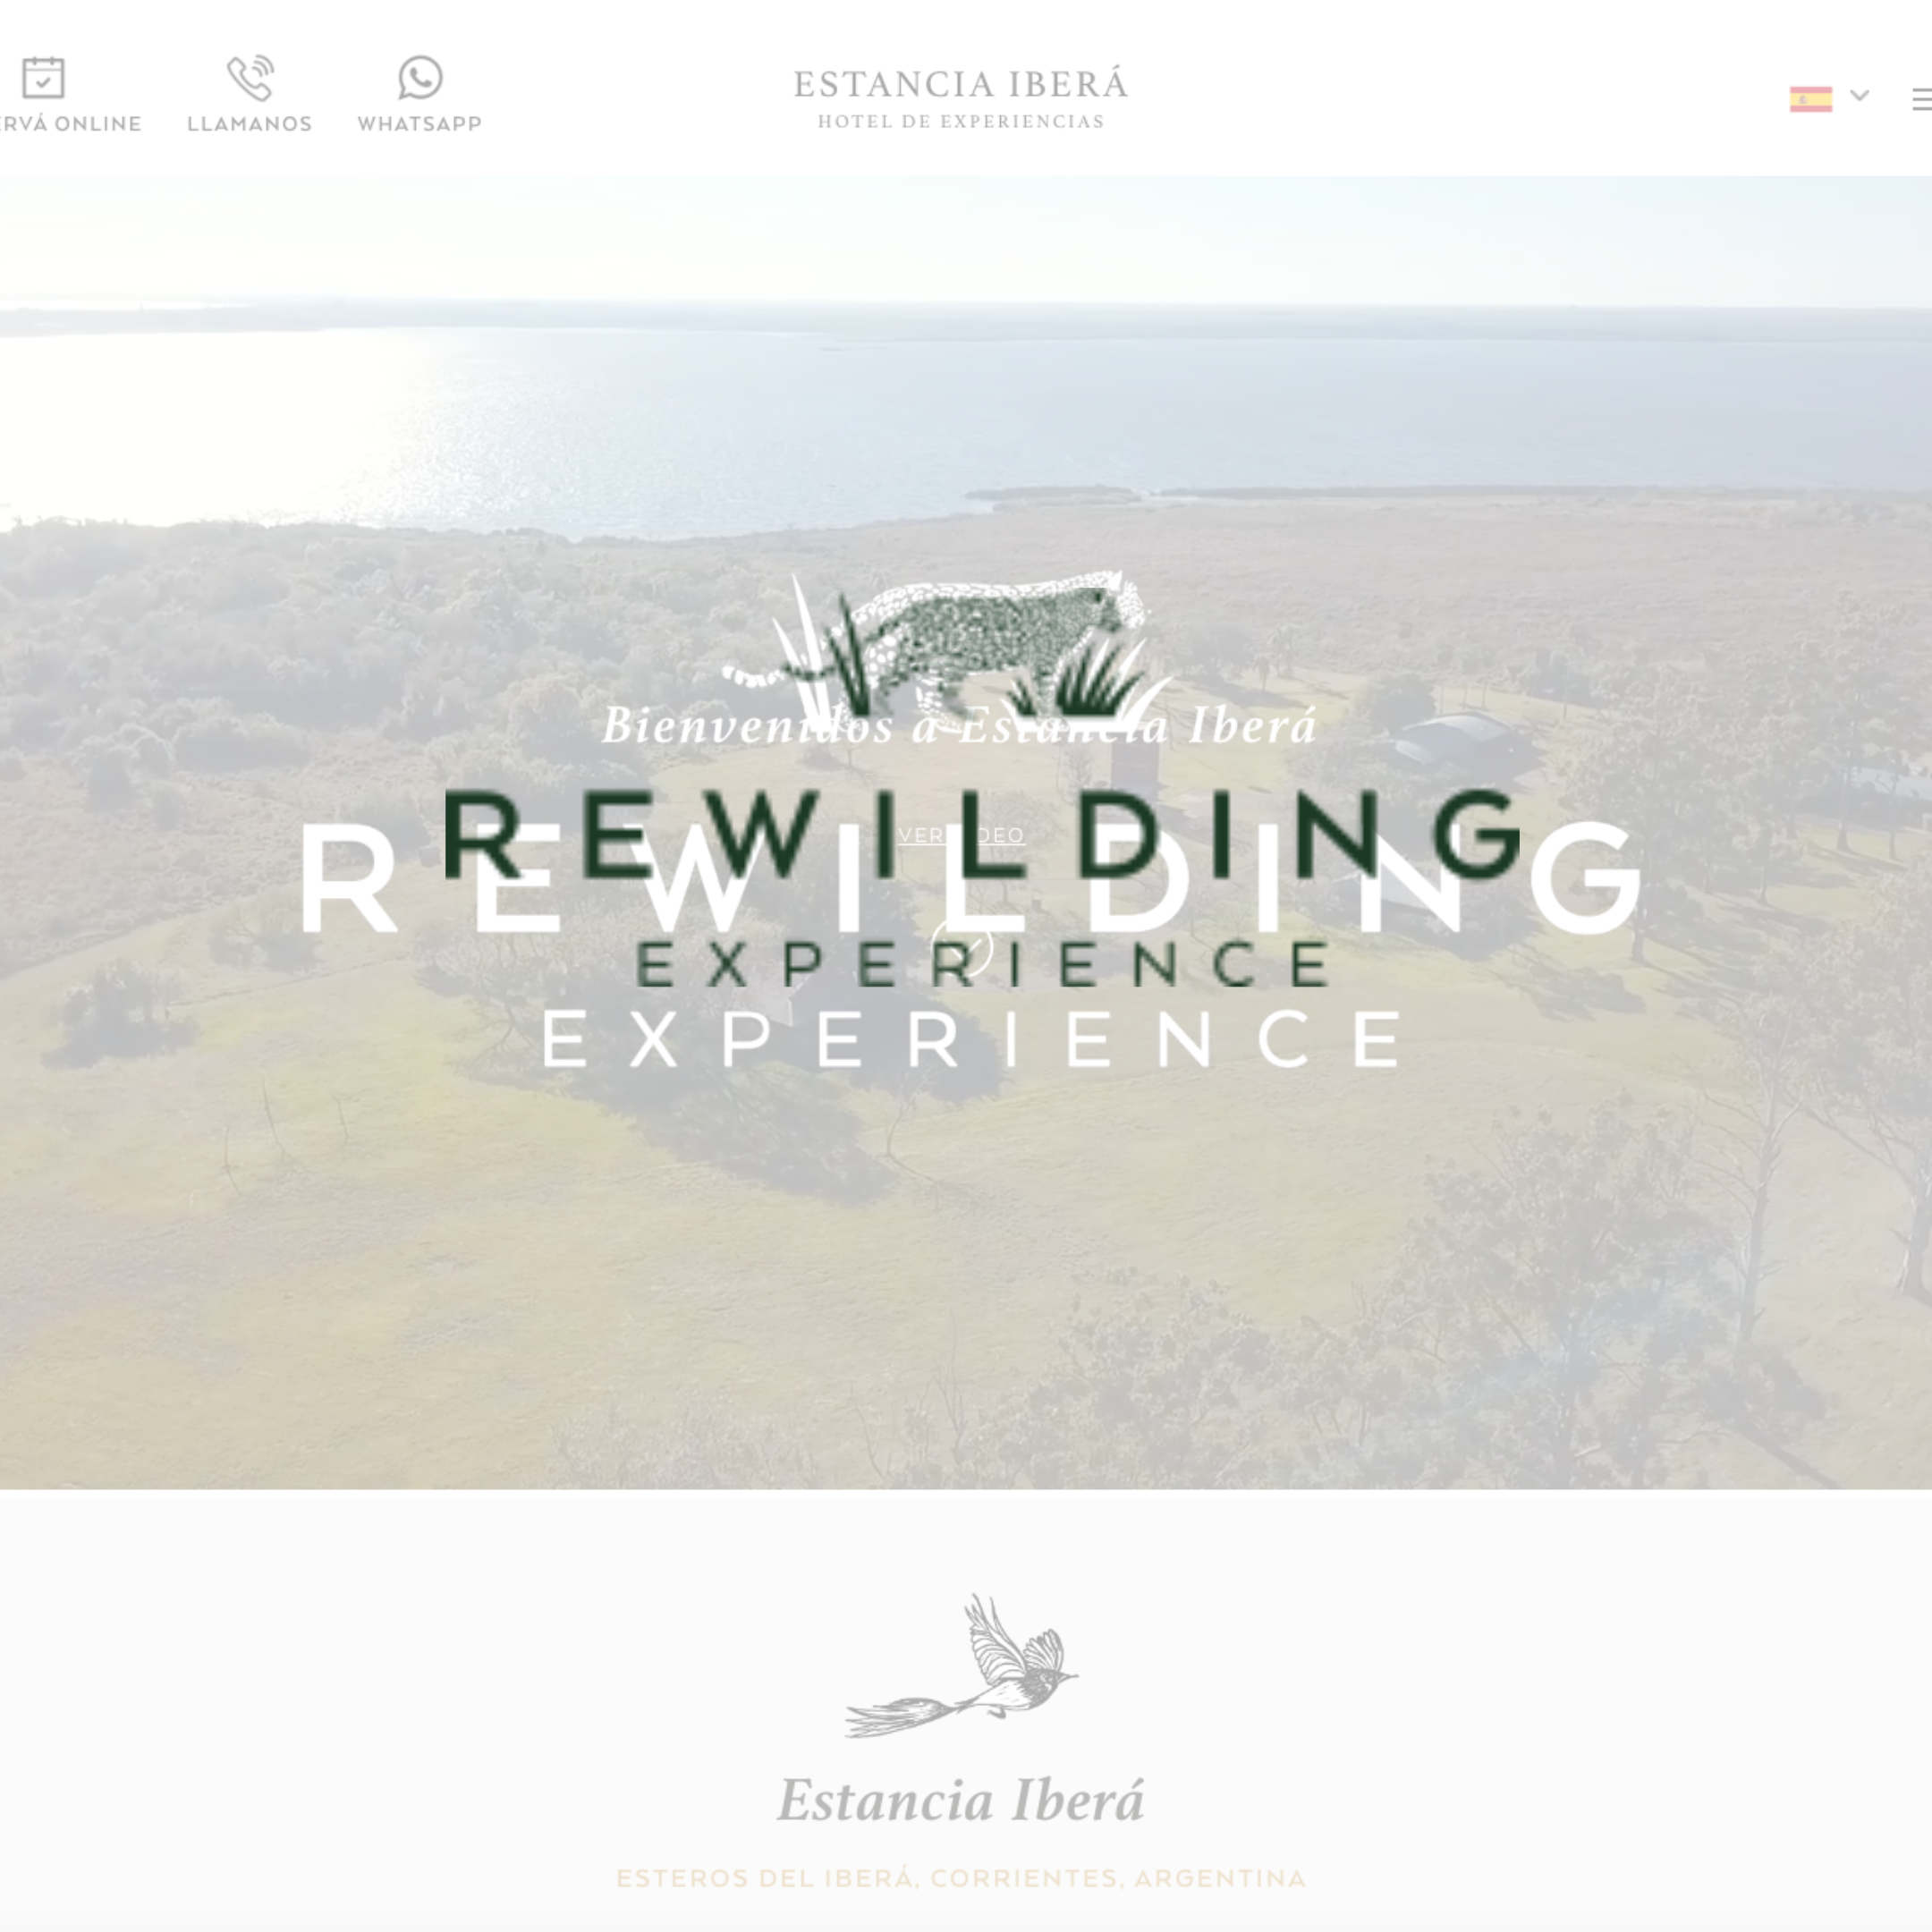 RVÁ ONLINE
LLAMANOS
WHATSAPP
ESTANCIA IBERÁ
HOTEL DE EXPERIENCIAS
Bienvenidos a Estancia Iberá
REWILDING
VER VIDEO
REWILDING
EXPERIENCE
EXPERIENCE
Estancia Iberá
ESTEROS DEL IBERÁ, CORRIENTES, ARGENTINA